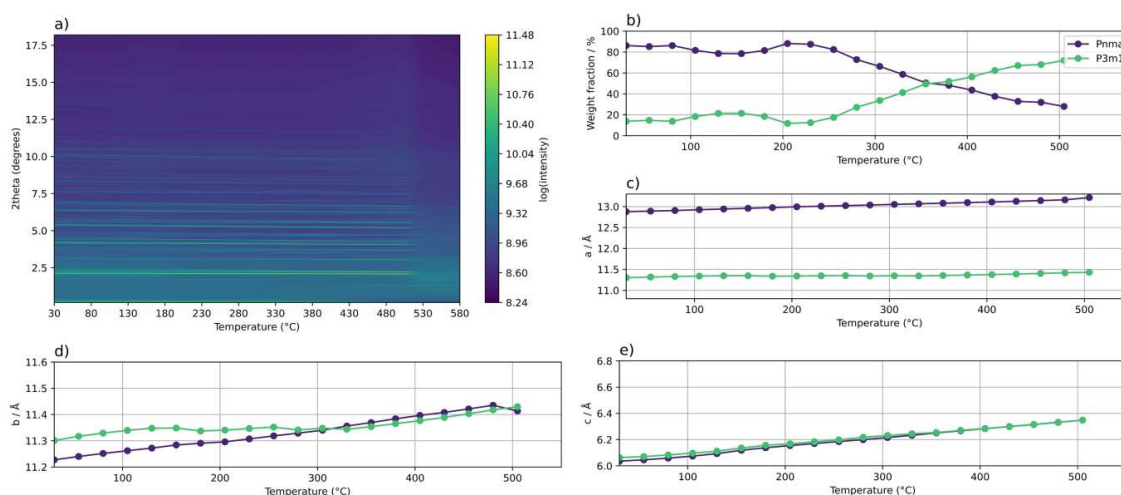 a)
17.5
15.0
12.5
10.0
7.5
5.0
2.5
2theta (degrees)
30 80 130 180 230 280 330 380 430 480 530 580
Temperature (°C)
11.48
11.12
10.76
10.40
10.04
9.68
9.32
8.96
8.60
8.24
log(intensity)
b)
100
80
60
40
20
0
Weight fraction / %
Pnma
P3m1
100 200 300 400 500
Temperature (°C)
c)
13.0
12.5
12.0
11.5
11.0
a / Å
100 200 300 400 500
Temperature (°C)
d)
11.6
11.5
11.4
11.3
11.2
b / Å
100 200 300 400 500
Temperature (°C)
e)
6.8
6.6
6.4
6.2
6.0
c / Å
100 200 300 400 500
Temperature (°C)